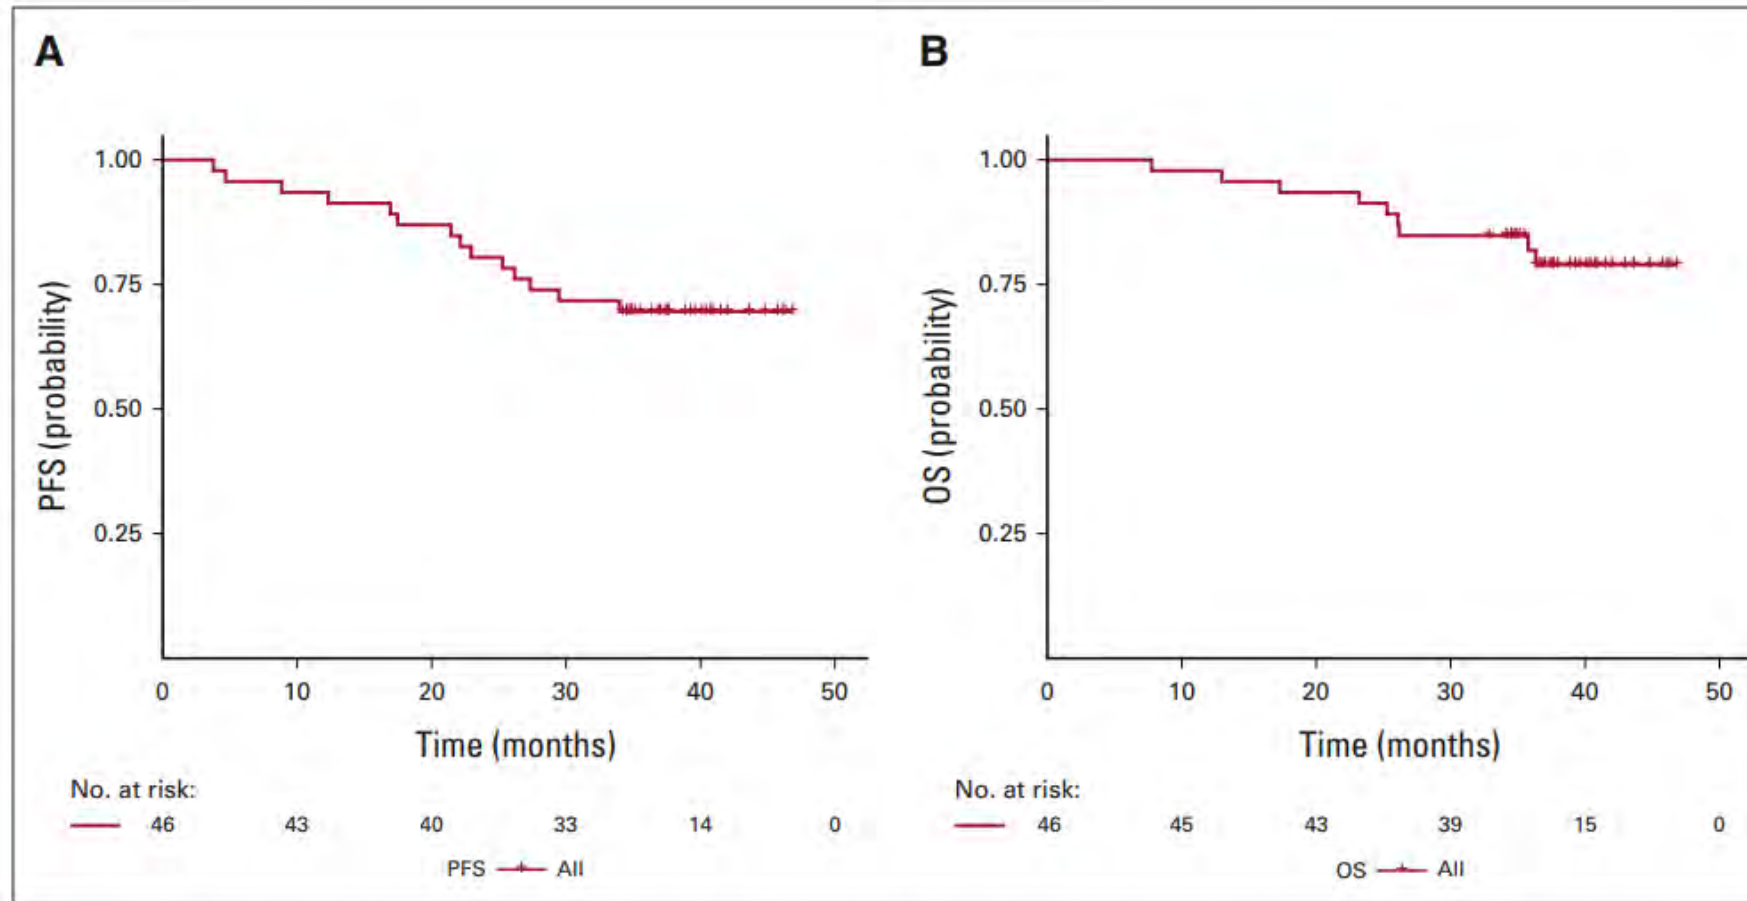 A
PFS (probability)
1.00
0.75
0.50
0.25
0 10 20 30 40 50
Time (months)
No. at risk:
46 43 40 33 14 0
PFS All
B
OS (probability)
1.00
0.75
0.50
0.25
0 10 20 30 40 50
Time (months)
No. at risk:
46 45 43 39 15 0
OS All